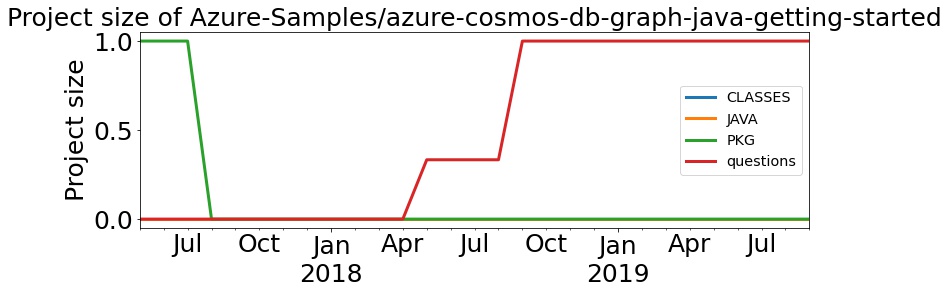 Project size of Azure-Samples/azure-cosmos-db-graph-java-getting-started
Project size
1.0
0.5
0.0
CLASSES
JAVA
PKG
questions
Jul Oct Jan Apr Jul Oct Jan Apr Jul
2018 2019